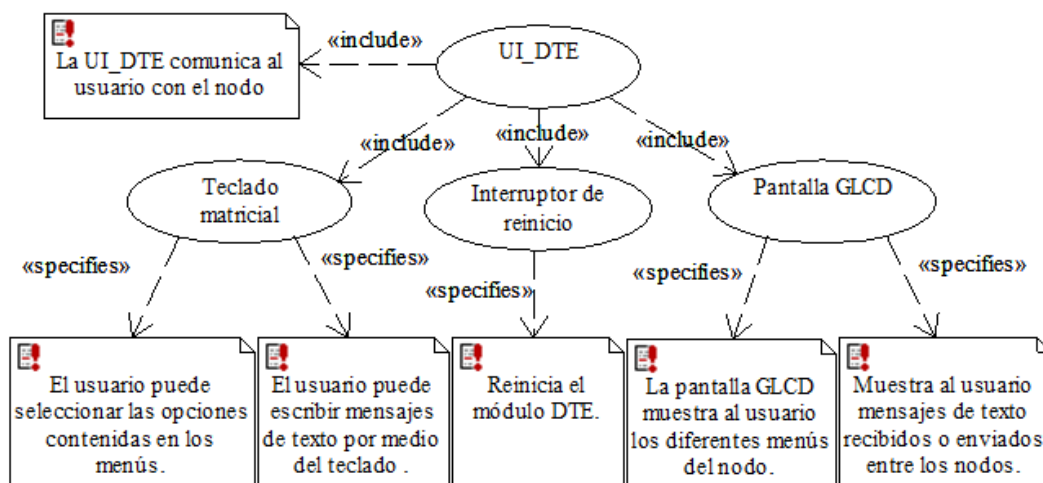 «include»
UI_DTE
La UI_DTE comunica al
usuario con el nodo
«include»
«include»
«include»
Teclado
matricial
Interruptor de
reinicio
Pantalla GLCD
«specifies»
«specifies»
«specifies»
«specifies»
«specifies»
El usuario puede
seleccionar las opciones
contenidas en los
menús.
El usuario puede
escribir mensajes
de texto por medio
del teclado .
Reinicia el
módulo DTE.
La pantalla GLCD
muestra al usuario
los diferentes menús
del nodo.
Muestra al usuario
mensajes de texto
recibidos o enviados
entre los nodos.